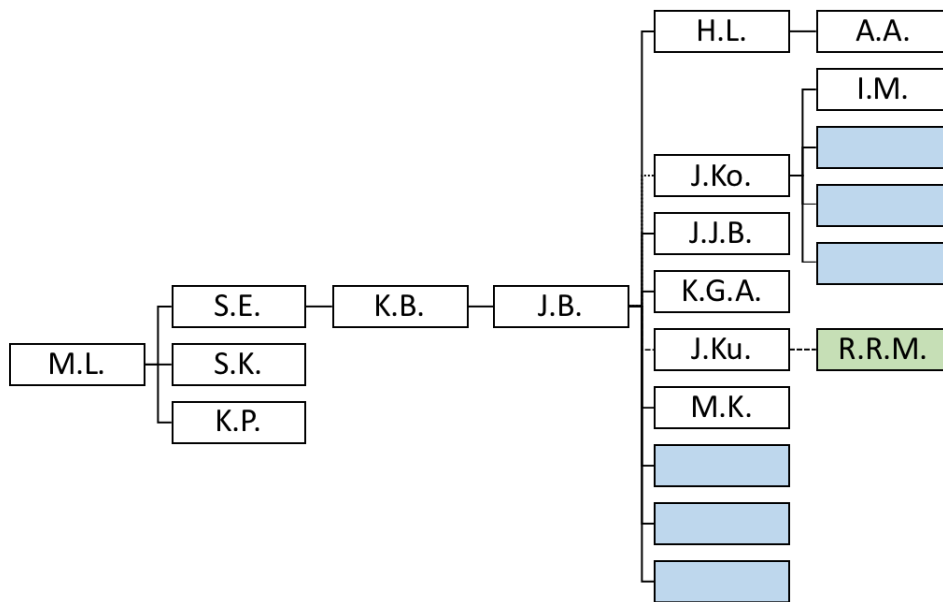 H.L.
A.A.
I.M.
J.Ko.
J.J.B.
K.G.A.
S.E.
K.B.
J.B.
J.Ku.
R.R.M.
M.L.
S.K.
M.K.
K.P.